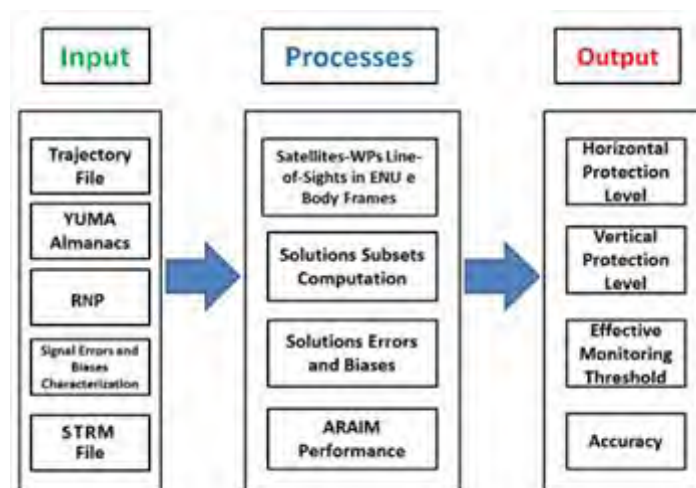 Input
Processes
Output
Trajectory
File
YUMA
Almanacs
RNP
Signal Errors and
Biases
Characterization
STRM
File
Satellites-WPs Line-
of-Sights in ENU e
Body Frames
Solutions Subsets
Computation
Solutions Errors
and Biases
ARAIM
Performance
Horizontal
Protection
Level
Vertical
Protection
Level
Effective
Monitoring
Threshold
Accuracy